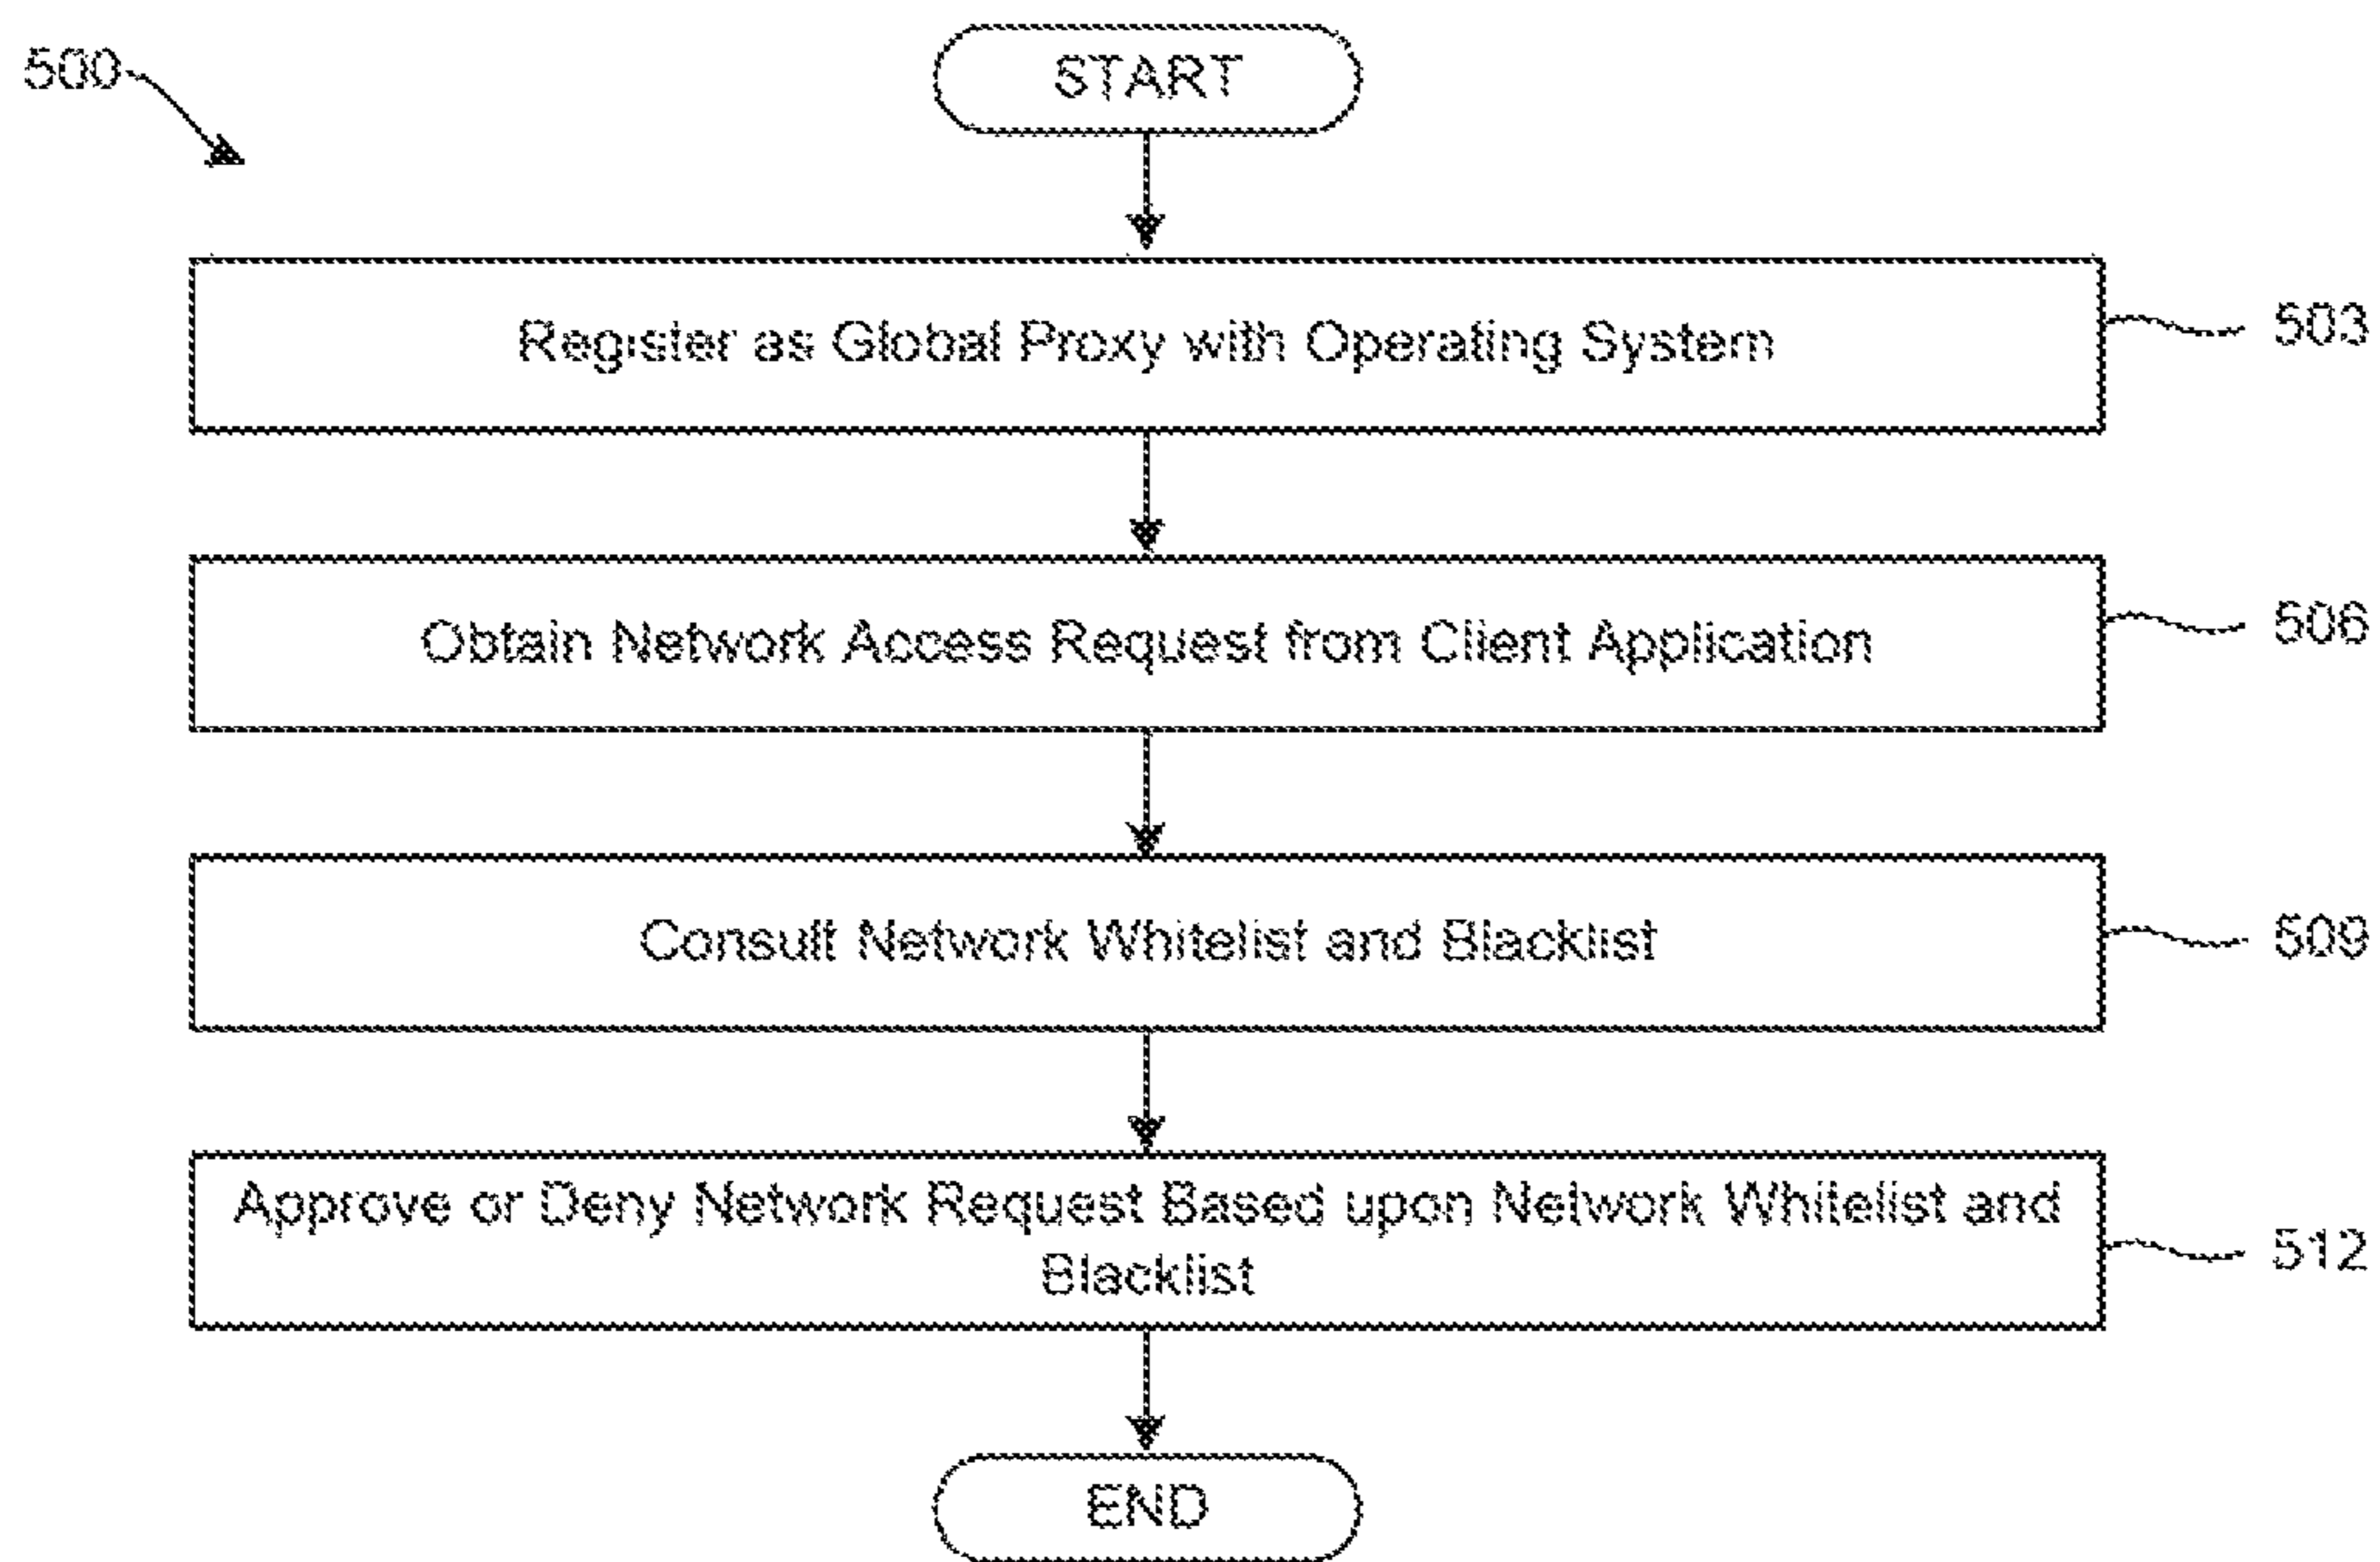 500
START
Register as Global Proxy with Operating System
503
Obtain Network Access Request from Client Application
506
Consult Network Whitelist and Blacklist
509
Approve or Deny Network Request Based upon Network Whitelist and
Blacklist
512
END